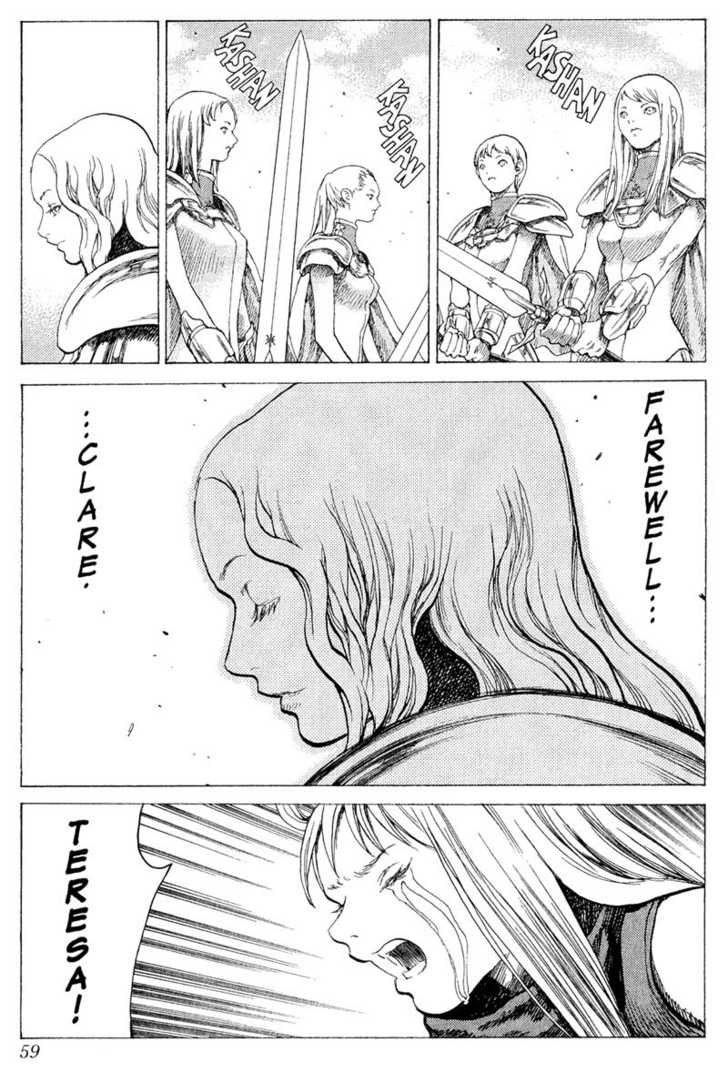 KASHAN
KASHAN
KASHAN
FAREWELL...
...CLARE.
TERESA!
59